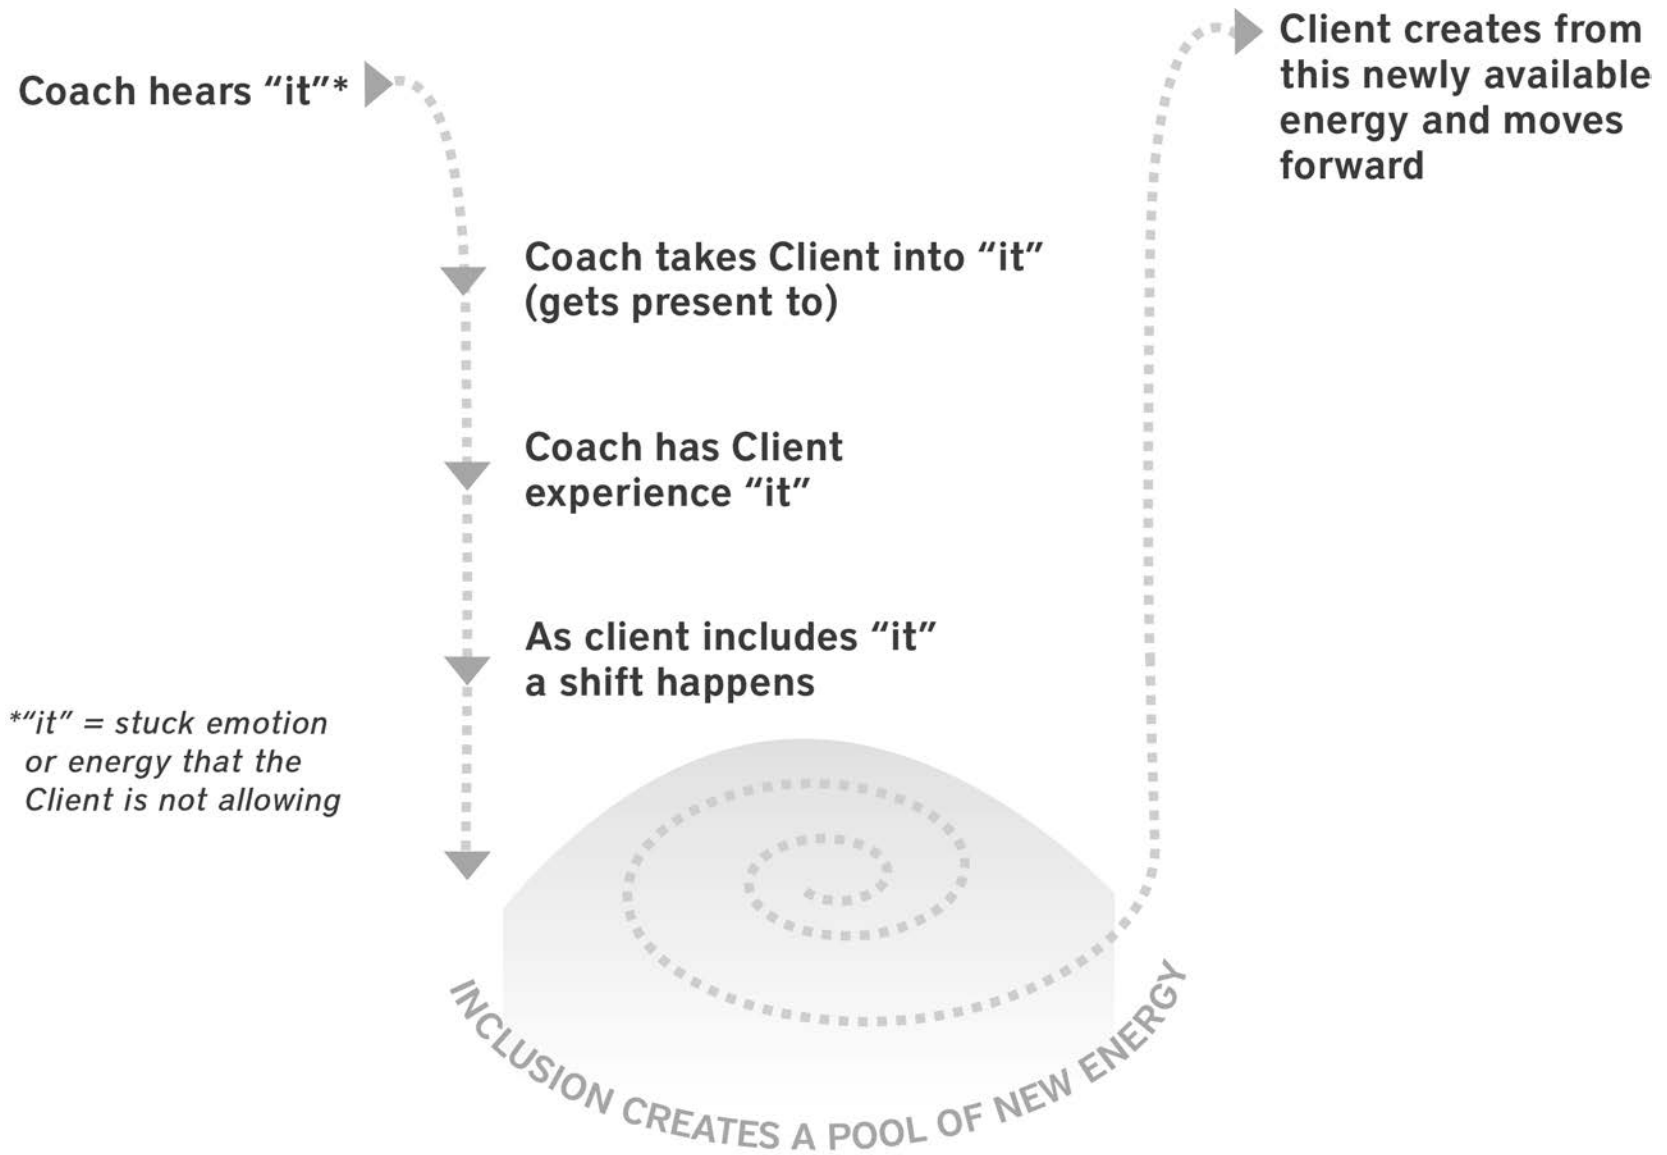 Coach hears “it”*
Client creates from
this newly available
energy and moves
forward
Coach takes Client into “it”
(gets present to)
Coach has Client
experience “it”
As client includes “it”
a shift happens
*“it” = stuck emotion
or energy that the
Client is not allowing
INCLUSION CREATES A POOL OF NEW ENERGY